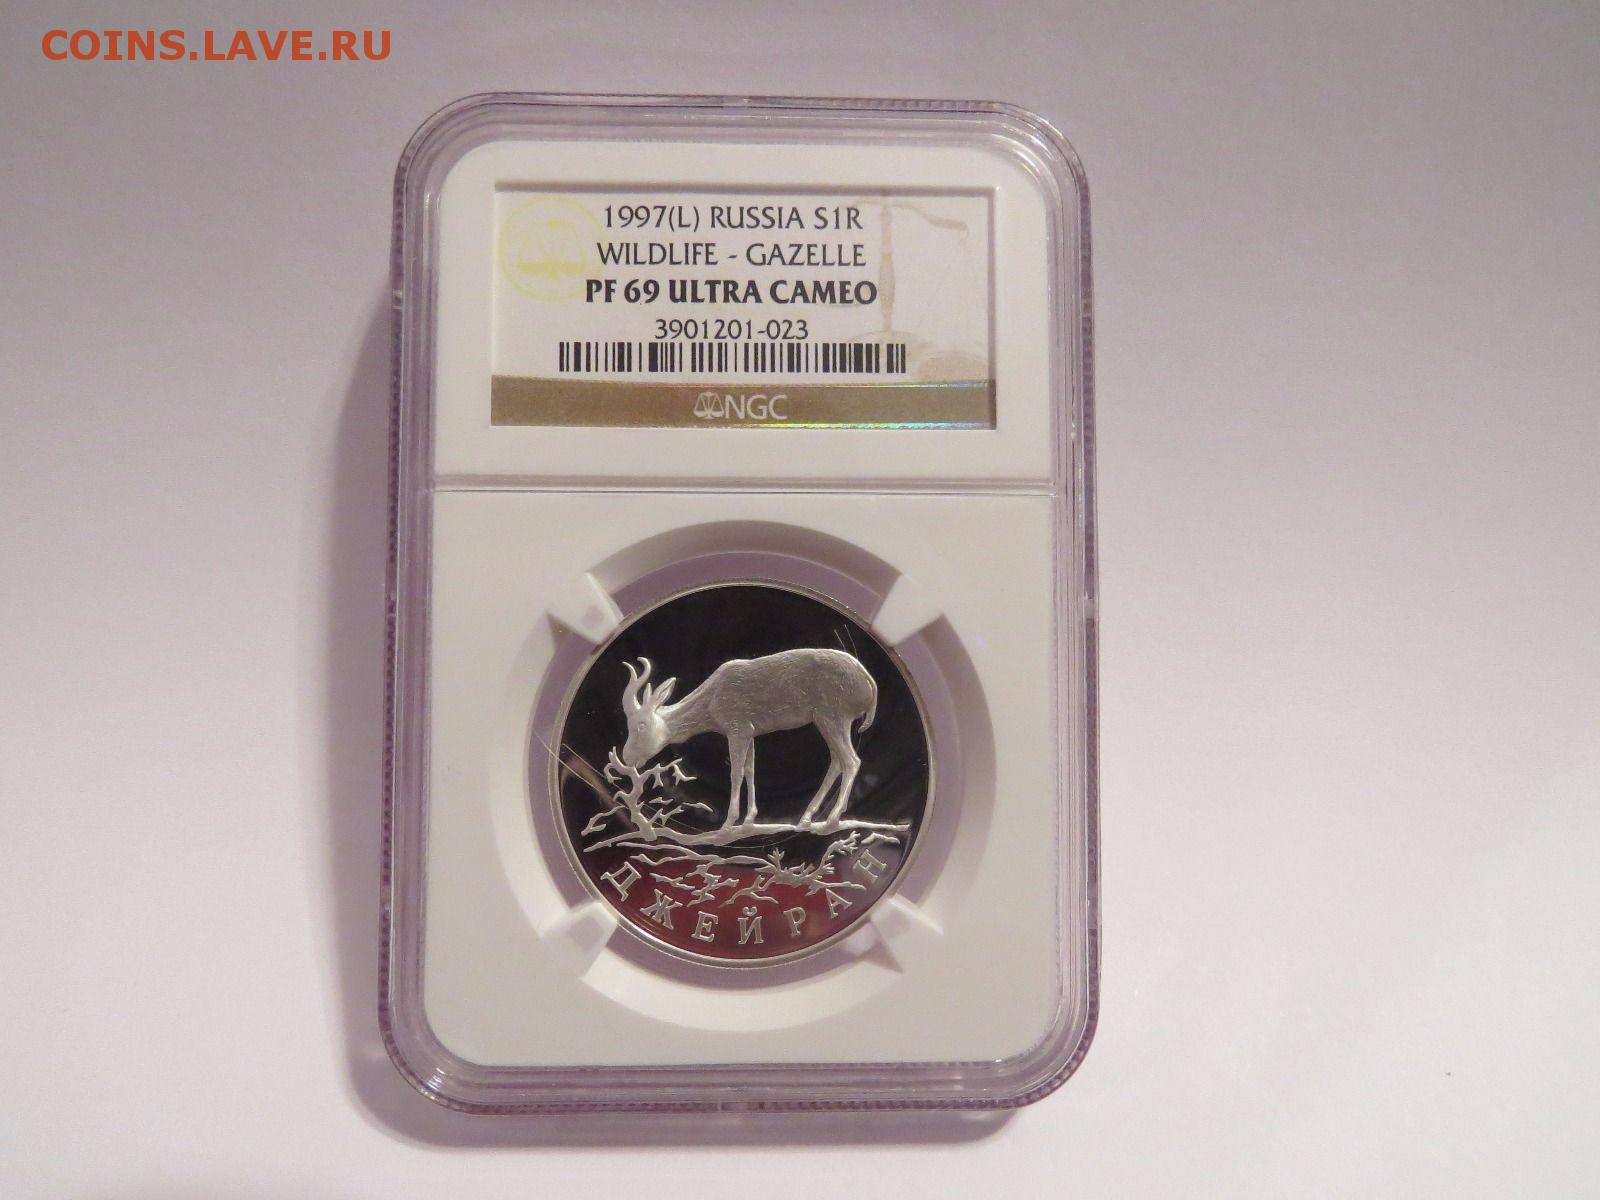 COINS.LAVE.RU
1997(L) RUSSIA S1R
WILDLIFE - GAZELLE
PF 69 ULTRA CAMEO
3901201-023
NGC
ДЖЕЙРАН